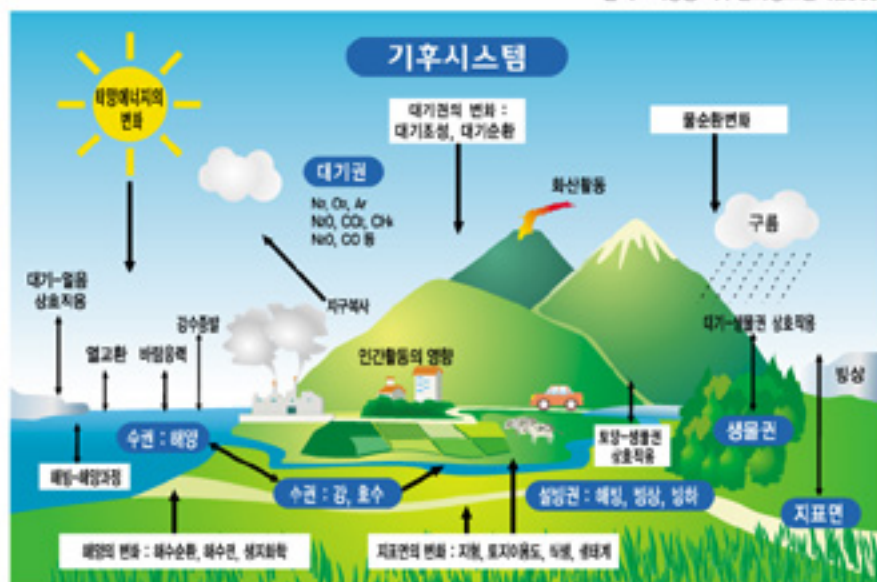 기후시스템
태양에너지의
변화
대기권의 변화 :
대기조성, 대기순환
물순환변화
대기권
N₂, O₂, Ar
N₂O, CO₂, CH₄
N₂O, CO 등
화산활동
구름
대기-얼음
상호작용
지구복사
강수증발
대기-생물권 상호작용
열교환
바람응력
인간활동의 영향
빙상
수권 : 해양
생물권
토양-생물권
상호작용
해빙-해양과정
수권 : 강, 호수
설빙권 : 해빙, 빙상, 빙하
지표면
해양의 변화 : 해수순환, 해수면, 생지화학
지표면의 변화 : 지형, 토지이용도, 식생, 생태계